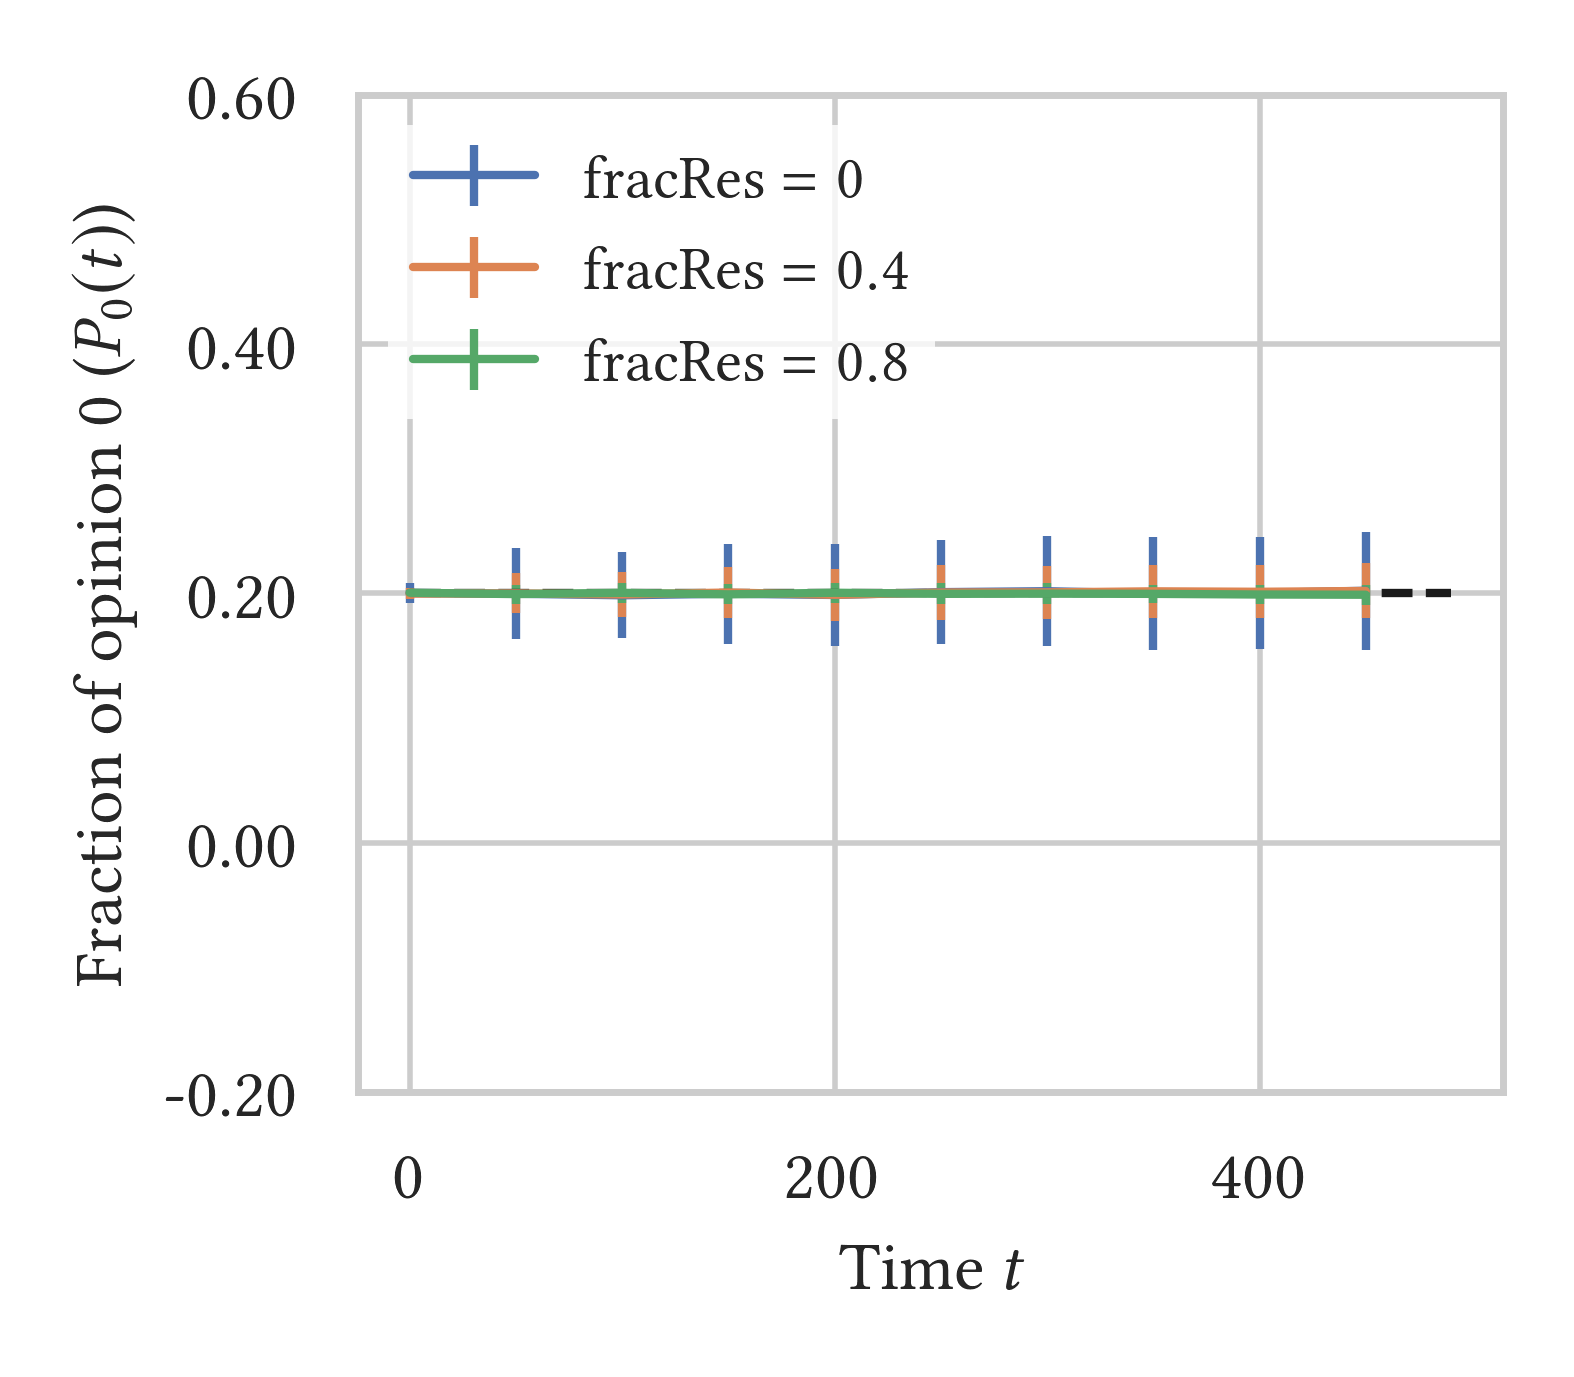 Fraction of opinion 0 (P₀(t))
0.60
0.40
0.20
0.00
-0.20
fracRes = 0
fracRes = 0.4
fracRes = 0.8
0 200 400
Time t